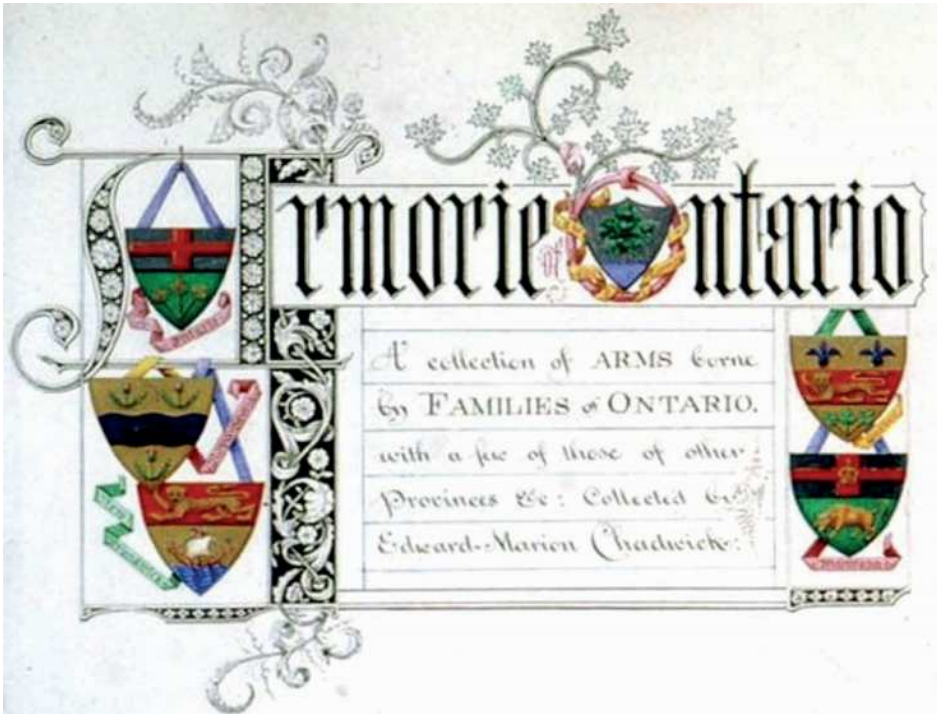 Armorie of Ontario
A collection of ARMS borne
by FAMILIES of ONTARIO.
with a few of those of other
Provinces &c: Collected by
Edward-Marion Chadwick:
Manitoba